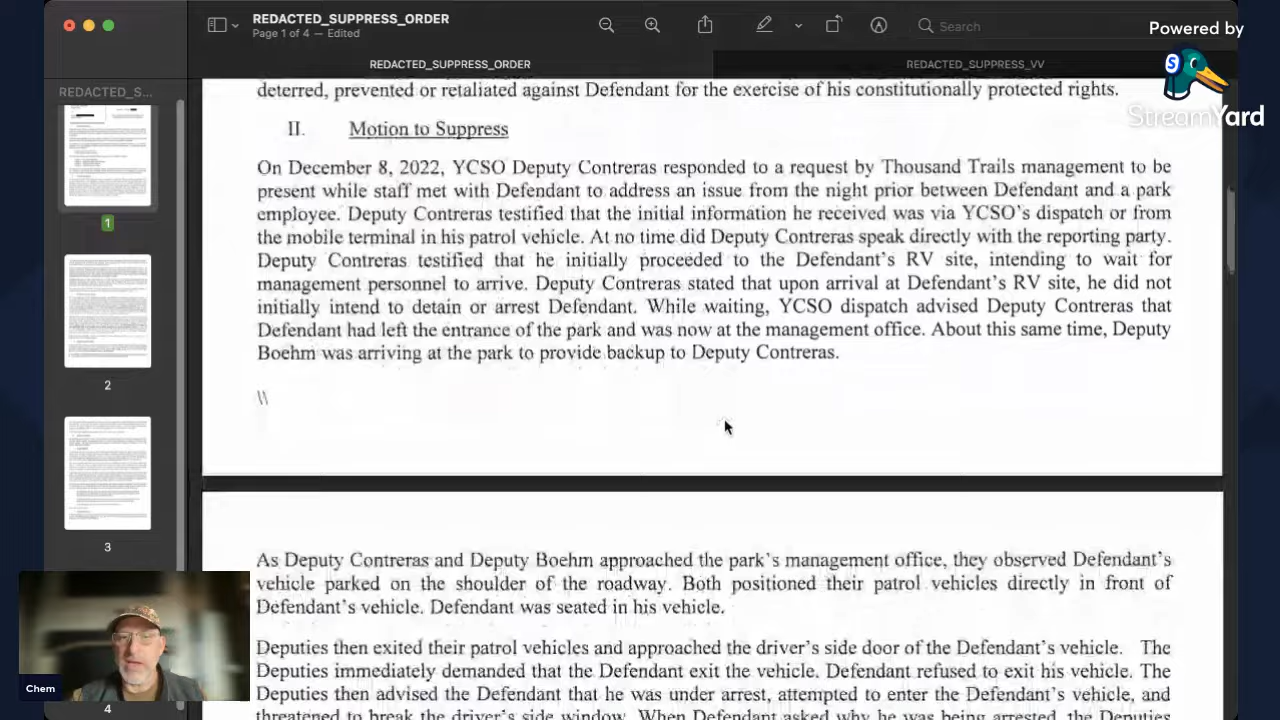 REDACTED_SUPPRESS_ORDER
Page 1 of 4 – Edited
Search
Powered by
StreamYard
REDACTED_SUPPRESS_ORDER
REDACTED_SUPPRESS_VV
REDACTED_S...
deterred, prevented or retaliated against Defendant for the exercise of his constitutionally protected rights.
II. Motion to Suppress
On December 8, 2022, YCSO Deputy Contreras responded to a request by Thousand Trails management to be
present while staff met with Defendant to address an issue from the night prior between Defendant and a park
employee. Deputy Contreras testified that the initial information he received was via YCSO's dispatch or from
the mobile terminal in his patrol vehicle. At no time did Deputy Contreras speak directly with the reporting party.
Deputy Contreras testified that he initially proceeded to the Defendant's RV site, intending to wait for
management personnel to arrive. Deputy Contreras stated that upon arrival at Defendant's RV site, he did not
initially intend to detain or arrest Defendant. While waiting, YCSO dispatch advised Deputy Contreras that
Defendant had left the entrance of the park and was now at the management office. About this same time, Deputy
Boehm was arriving at the park to provide backup to Deputy Contreras.
\\
As Deputy Contreras and Deputy Boehm approached the park's management office, they observed Defendant's
vehicle parked on the shoulder of the roadway. Both positioned their patrol vehicles directly in front of
Defendant's vehicle. Defendant was seated in his vehicle.
Deputies then exited their patrol vehicles and approached the driver's side door of the Defendant's vehicle. The
Deputies immediately demanded that the Defendant exit the vehicle. Defendant refused to exit his vehicle. The
Deputies then advised the Defendant that he was under arrest, attempted to enter the Defendant's vehicle, and
threatened to break the driver's side window. When Defendant asked why he was being arrested, the Deputies
1
2
3
4
Chem